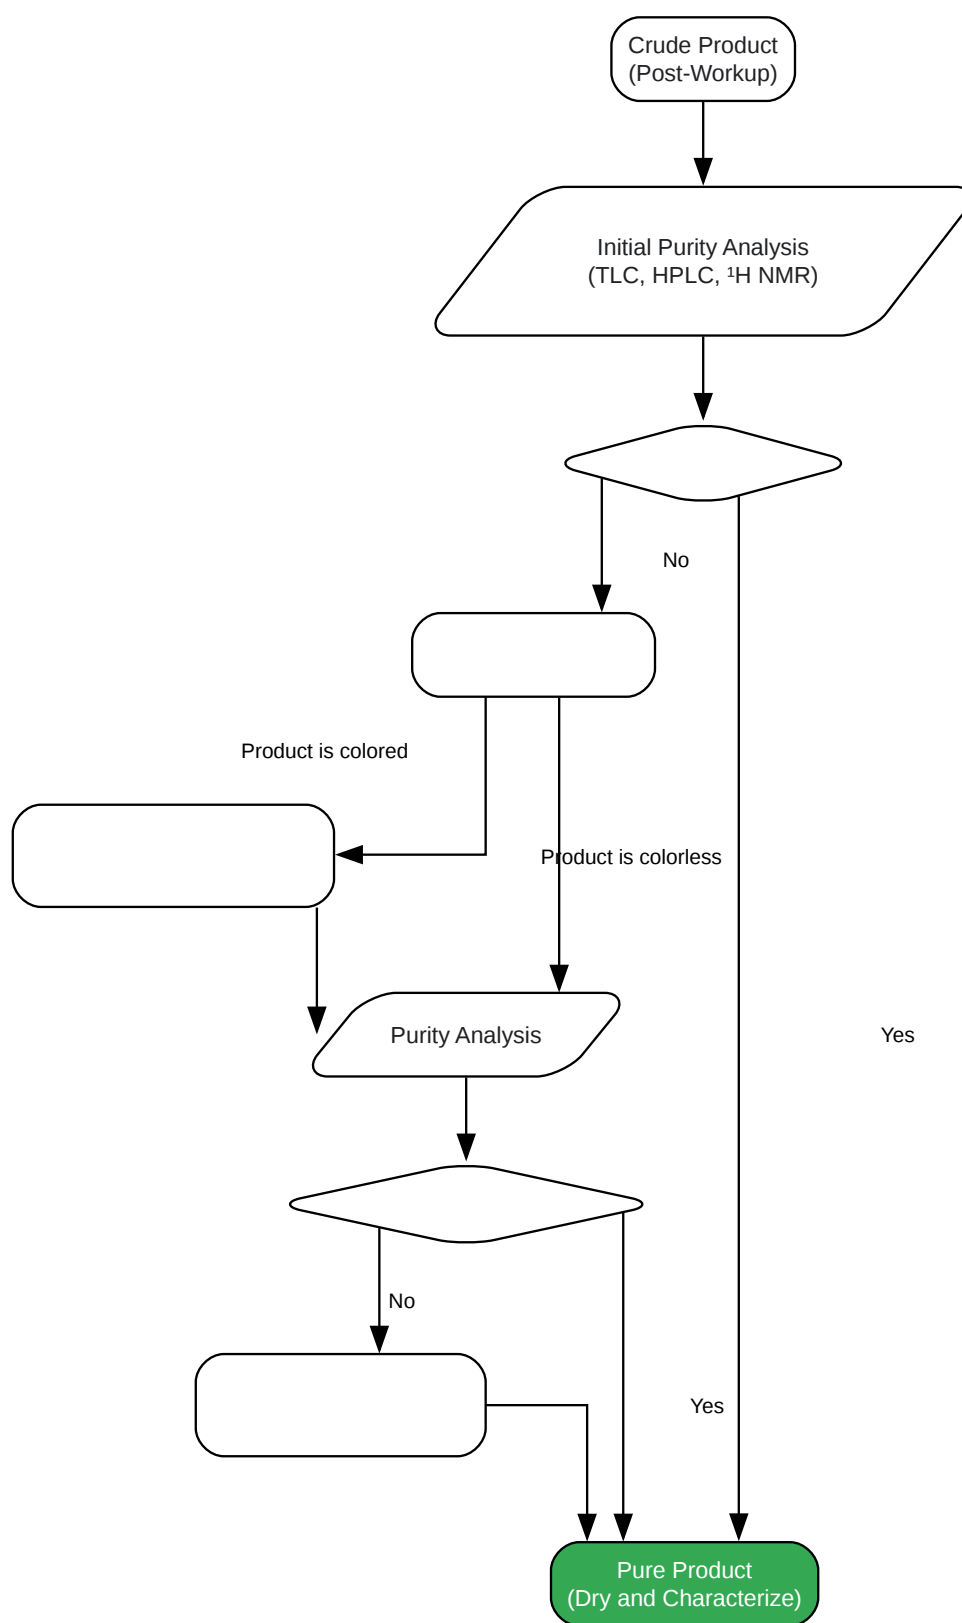 Crude Product
(Post-Workup)
Initial Purity Analysis
(TLC, HPLC, ¹H NMR)
No
Product is colored
Product is colorless
Purity Analysis
Yes
No
Yes
Pure Product
(Dry and Characterize)